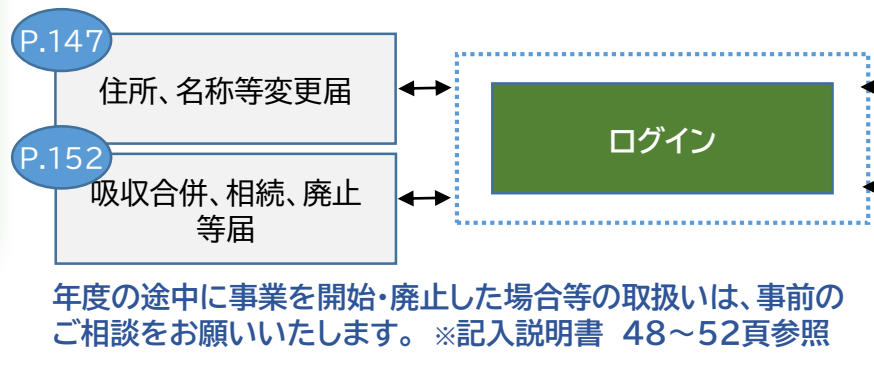 P.147
住所、名称等変更届
ログイン
P.152
吸収合併、相続、廃止
等届
年度の途中に事業を開始・廃止した場合等の取扱いは、事前の
ご相談をお願いいたします。 ※記入説明書 48～52頁参照